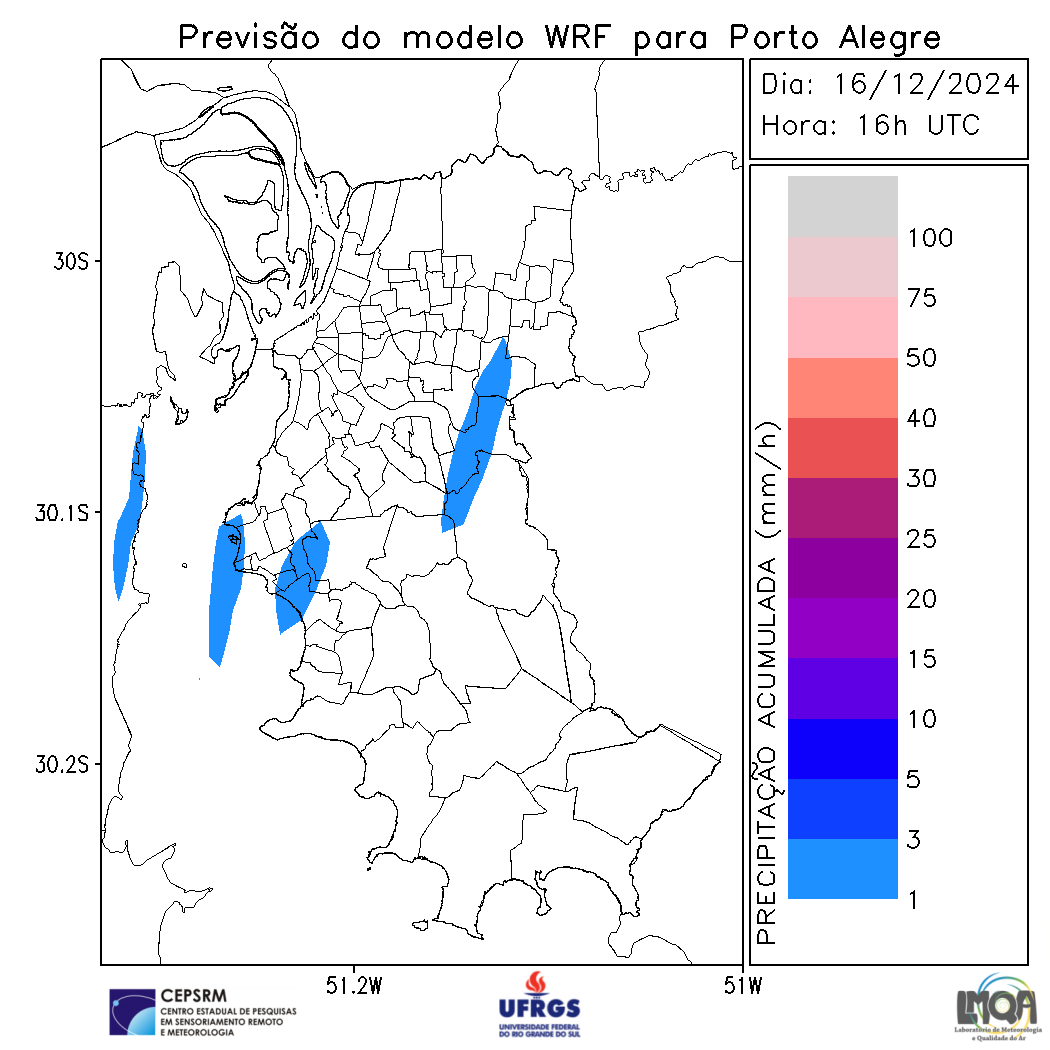 Previsão do modelo WRF para Porto Alegre
Dia: 16/12/2024
Hora: 16h UTC
100
75
50
40
30
25
20
15
10
5
3
1
PRECIPITAÇÃO ACUMULADA (mm/h)
30S
30.1S
30.2S
51.2W
51W
CEPSRM
CENTRO ESTADUAL DE PESQUISAS
EM SENSORIAMENTO REMOTO
E METEOROLOGIA
UFRGS
UNIVERSIDADE FEDERAL
DO RIO GRANDE DO SUL
LMQA
Laboratório de Meteorologia
e Qualidade do Ar